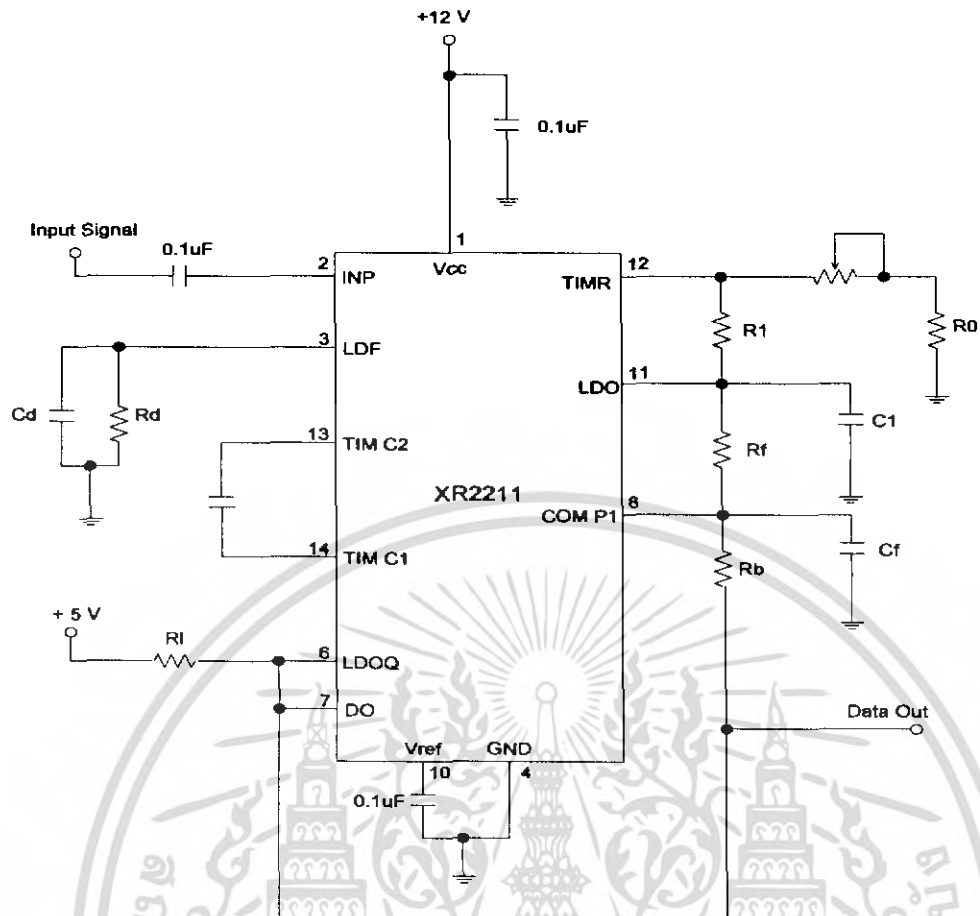 +12 V
0.1uF
Input Signal
0.1uF
1
2
INP
Vcc
TIMR
12
R1
R0
3
LDF
11
LDO
Cd
Rd
C1
13
TIM C2
Rf
XR2211
COM P1
8
14
TIM C1
Rb
Cf
+ 5 V
Rl
6
LDOQ
7
DO
Data Out
Vref
GND
10
4
0.1uF